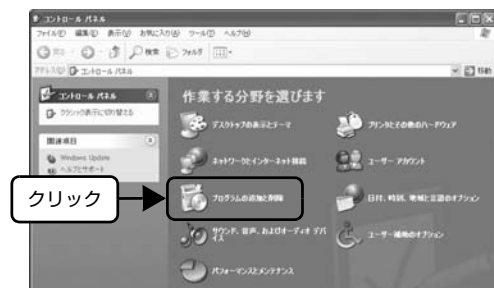 コントロール パネル
ファイル(F) 編集(E) 表示(V) お気に入り(A) ツール(T) ヘルプ(H)
戻る 検索 フォルダ
アドレス(D) コントロール パネル 移動
コントロール パネル
クラシック表示に切り替える
関連項目
Windows Update
ヘルプとサポート
作業する分野を選びます
デスクトップの表示とテーマ
プリンタとその他のハードウェア
ネットワークとインターネット接続
ユーザー アカウント
クリック
プログラムの追加と削除
日付、時刻、地域と言語のオプション
サウンド、音声、およびオーディオ デバイス
ユーザー補助のオプション
パフォーマンスとメンテナンス